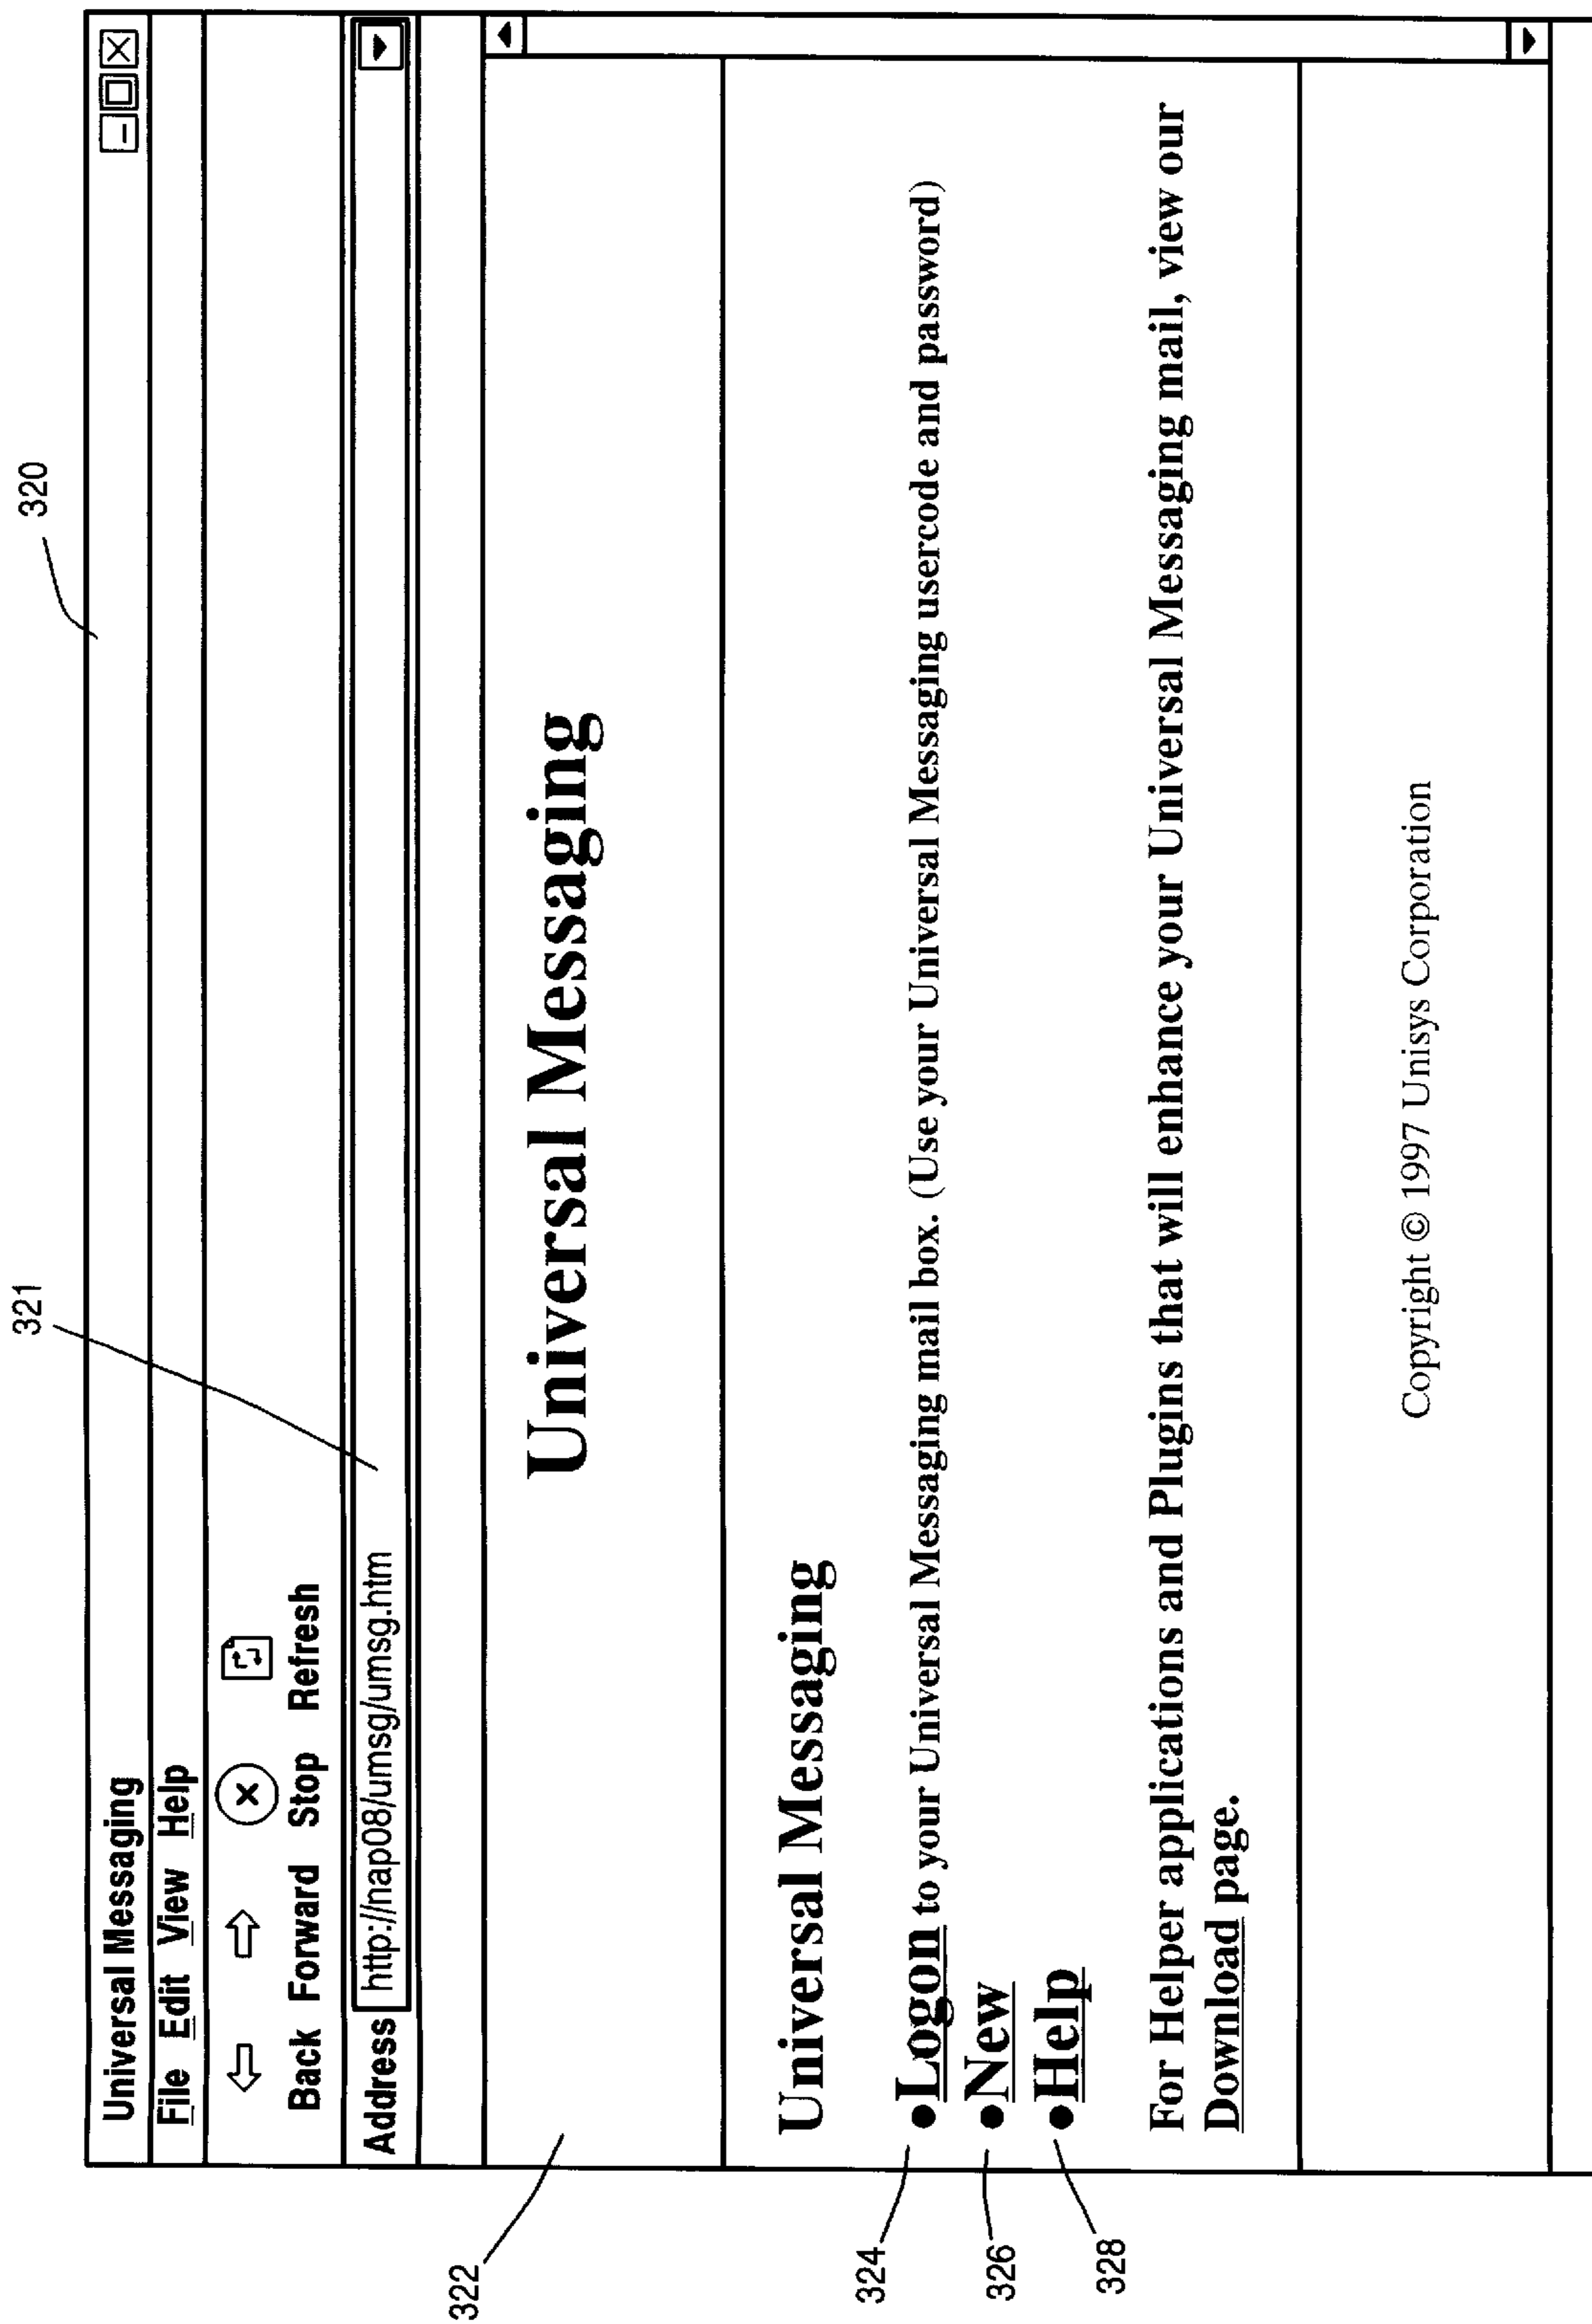 320
321
Universal Messaging
File Edit View Help
Back Forward Stop Refresh
Address http://nap08/umsg/umsg.htm
322
Universal Messaging
Universal Messaging
324
•Logon to your Universal Messaging mail box. (Use your Universal Messaging usercode and password)
326
•New
328
•Help
For Helper applications and Plugins that will enhance your Universal Messaging mail, view our
Download page.
Copyright © 1997 Unisys Corporation